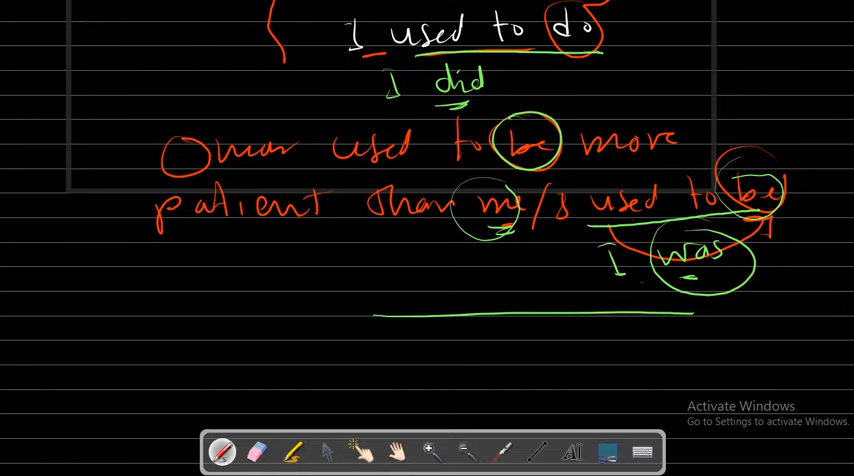 I used to do
I did
Omar used to be more
patient than me/I used to be
I was
Activate Windows
Go to Settings to activate Windows.